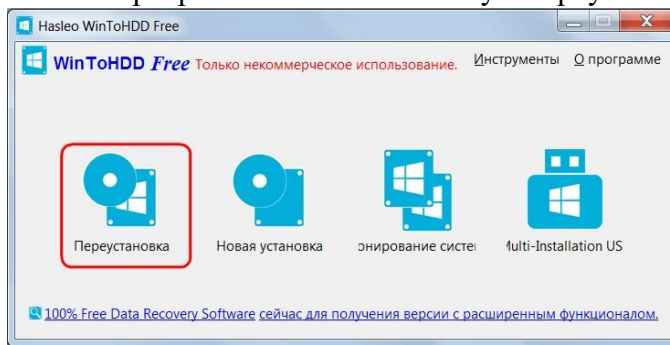 Hasleo WinToHDD Free
WinToHDD Free Только некоммерческое использование. Инструменты О программе
Переустановка Новая установка онирование систе ulti-Installation US
100% Free Data Recovery Software сейчас для получения версии с расширенным функционалом.